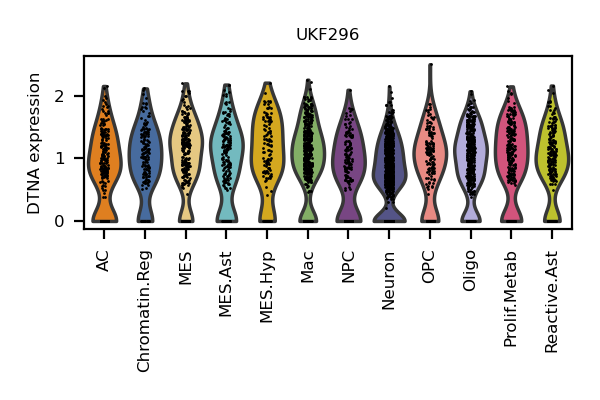 UKF296
DTNA expression
2
1
0
AC
Chromatin.Reg
MES
MES.Ast
MES.Hyp
Mac
NPC
Neuron
OPC
Oligo
Prolif.Metab
Reactive.Ast